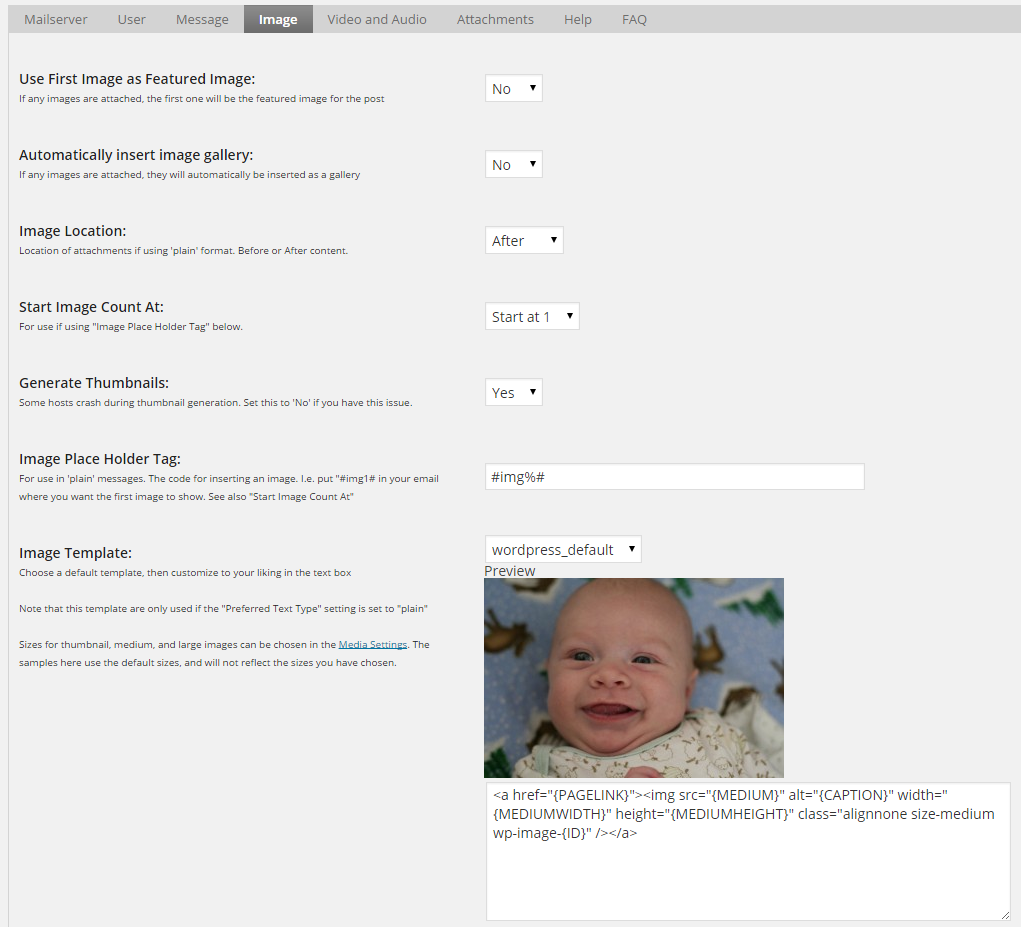 Mailserver User Message Image Video and Audio Attachments Help FAQ
Use First Image as Featured Image:
If any images are attached, the first one will be the featured image for the post
No
Automatically insert image gallery:
If any images are attached, they will automatically be inserted as a gallery
No
Image Location:
Location of attachments if using 'plain' format. Before or After content.
After
Start Image Count At:
For use if using "Image Place Holder Tag" below.
Start at 1
Generate Thumbnails:
Some hosts crash during thumbnail generation. Set this to 'No' if you have this issue.
Yes
Image Place Holder Tag:
For use in 'plain' messages. The code for inserting an image. I.e. put "#img1# in your email
where you want the first image to show. See also "Start Image Count At"
#img%#
Image Template:
Choose a default template, then customize to your liking in the text box
Note that this template are only used if the "Preferred Text Type" setting is set to "plain"
Sizes for thumbnail, medium, and large images can be chosen in the Media Settings. The
samples here use the default sizes, and will not reflect the sizes you have chosen.
wordpress_default
Preview
<a href="{PAGELINK}"><img src="{MEDIUM}" alt="{CAPTION}" width="
{MEDIUMWIDTH}" height="{MEDIUMHEIGHT}" class="alignnone size-medium
wp-image-{ID}" /></a>